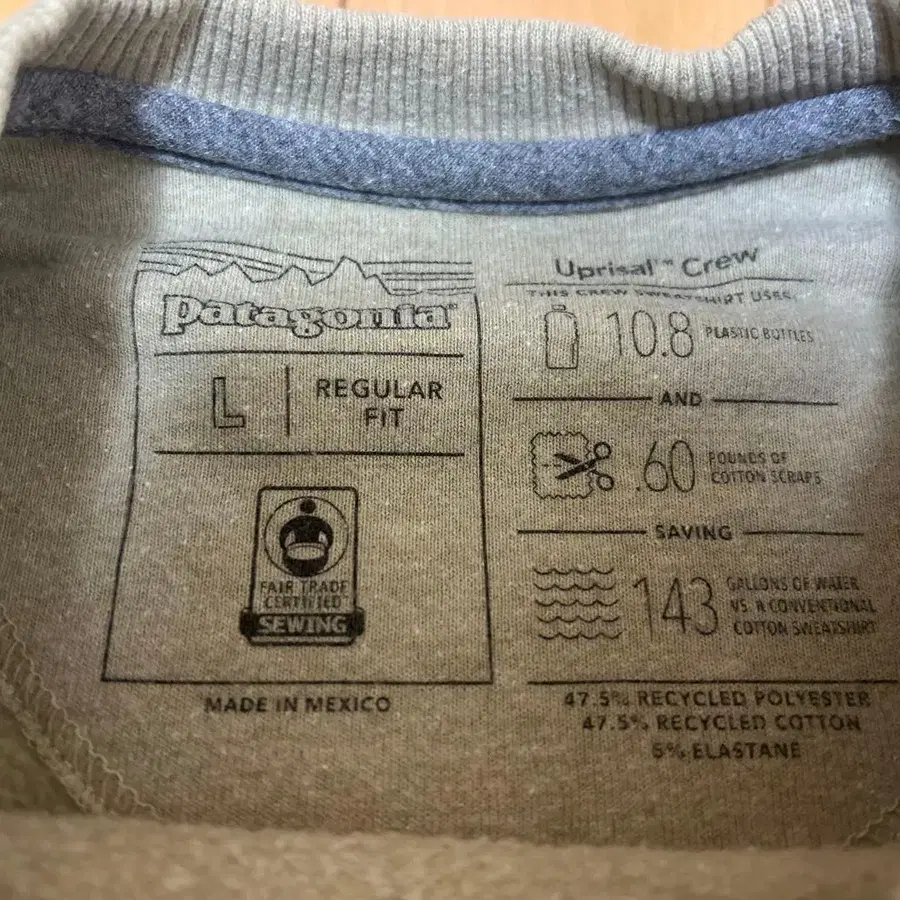 patagonia®
L
REGULAR
FIT
FAIR TRADE
CERTIFIED
SEWING
MADE IN MEXICO
Uprisal™ Crew
THIS CREW SWEATSHIRT USES:
10.8 PLASTIC BOTTLES
AND
.60 POUNDS OF
COTTON SCRAPS
SAVING
143 GALLONS OF WATER
VS. A CONVENTIONAL
COTTON SWEATSHIRT
47.5% RECYCLED POLYESTER
47.5% RECYCLED COTTON
5% ELASTANE